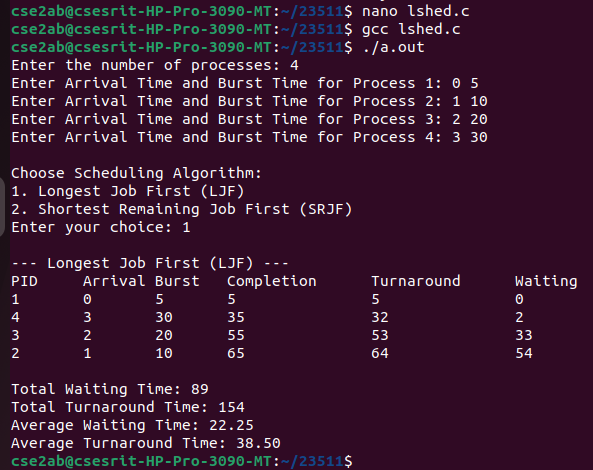 cse2ab@csesrit-HP-Pro-3090-MT:~/23511$ nano lshed.c
cse2ab@csesrit-HP-Pro-3090-MT:~/23511$ gcc lshed.c
cse2ab@csesrit-HP-Pro-3090-MT:~/23511$ ./a.out
Enter the number of processes: 4
Enter Arrival Time and Burst Time for Process 1: 0 5
Enter Arrival Time and Burst Time for Process 2: 1 10
Enter Arrival Time and Burst Time for Process 3: 2 20
Enter Arrival Time and Burst Time for Process 4: 3 30

Choose Scheduling Algorithm:
1. Longest Job First (LJF)
2. Shortest Remaining Job First (SRJF)
Enter your choice: 1

--- Longest Job First (LJF) ---
PID     Arrival Burst   Completion      Turnaround      Waiting
1       0       5       5               5               0
4       3       30      35              32              2
3       2       20      55              53              33
2       1       10      65              64              54

Total Waiting Time: 89
Total Turnaround Time: 154
Average Waiting Time: 22.25
Average Turnaround Time: 38.50
cse2ab@csesrit-HP-Pro-3090-MT:~/23511$